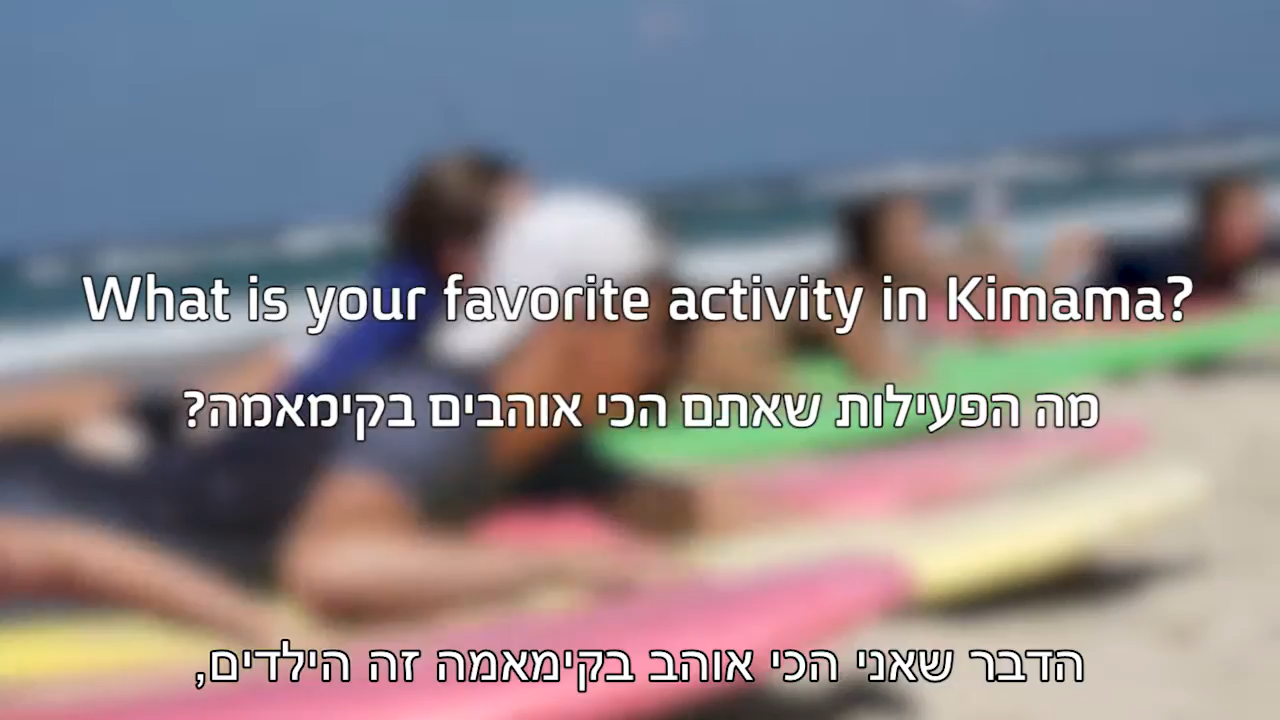 What is your favorite activity in Kimama?
מה הפעילות שאתם הכי אוהבים בקימאמה?
הדבר שאני הכי אוהב בקימאמה זה הילדים,